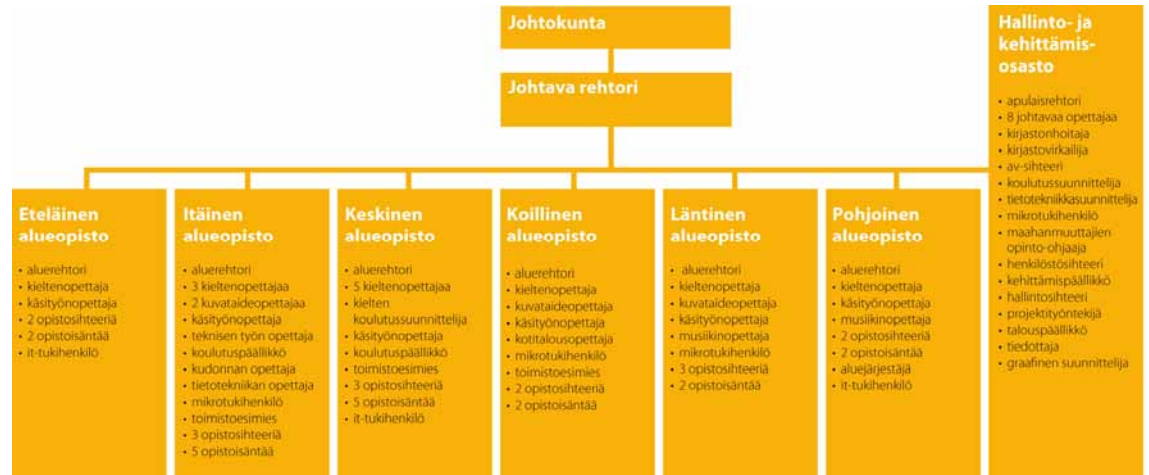 Johtokunta
Johtava rehtori
Hallinto- ja
kehittämis-
osasto
• apulaisrehtori
• 8 johtavaa opettajaa
• kirjastonhoitaja
• kirjastovirkailija
• av-sihteeri
• koulutussuunnittelija
• tietotekniikkasuunnittelija
• mikrotukihenkilö
• maahanmuuttajien
opinto-ohjaaja
• henkilöstösihteeri
• kehittämispäällikkö
• hallintosihteeri
• projektityöntekijä
• talouspäällikkö
• tiedottaja
• graafinen suunnittelija
Eteläinen
alueopisto
• aluerehtori
• kieltenopettaja
• käsityönopettaja
• 2 opistosihteeriä
• 2 opistoisäntää
• it-tukihenkilö
Itäinen
alueopisto
• aluerehtori
• 3 kieltenopettajaa
• 2 kuvataideopettajaa
• käsityönopettaja
• teknisen työn opettaja
• koulutuspäällikkö
• kudonnan opettaja
• tietotekniikan opettaja
• mikrotukihenkilö
• toimistoesimies
• 3 opistosihteeriä
• 5 opistoisäntää
Keskinen
alueopisto
• aluerehtori
• 5 kieltenopettajaa
• kielten
koulutussuunnittelija
• käsityönopettaja
• koulutuspäällikkö
• toimistoesimies
• 3 opistosihteeriä
• 5 opistoisäntää
• it-tukihenkilö
Koillinen
alueopisto
• aluerehtori
• kieltenopettaja
• kuvataideopettaja
• käsityönopettaja
• kotitalousopettaja
• mikrotukihenkilö
• toimistoesimies
• 2 opistosihteeriä
• 2 opistoisäntää
Läntinen
alueopisto
• aluerehtori
• kieltenopettaja
• kuvataideopettaja
• käsityönopettaja
• musiikinopettaja
• mikrotukihenkilö
• 3 opistosihteeriä
• 2 opistoisäntää
Pohjoinen
alueopisto
• aluerehtori
• kieltenopettaja
• käsityönopettaja
• musiikinopettaja
• 2 opistosihteeriä
• 2 opistoisäntää
• aluejärjestäjä
• it-tukihenkilö